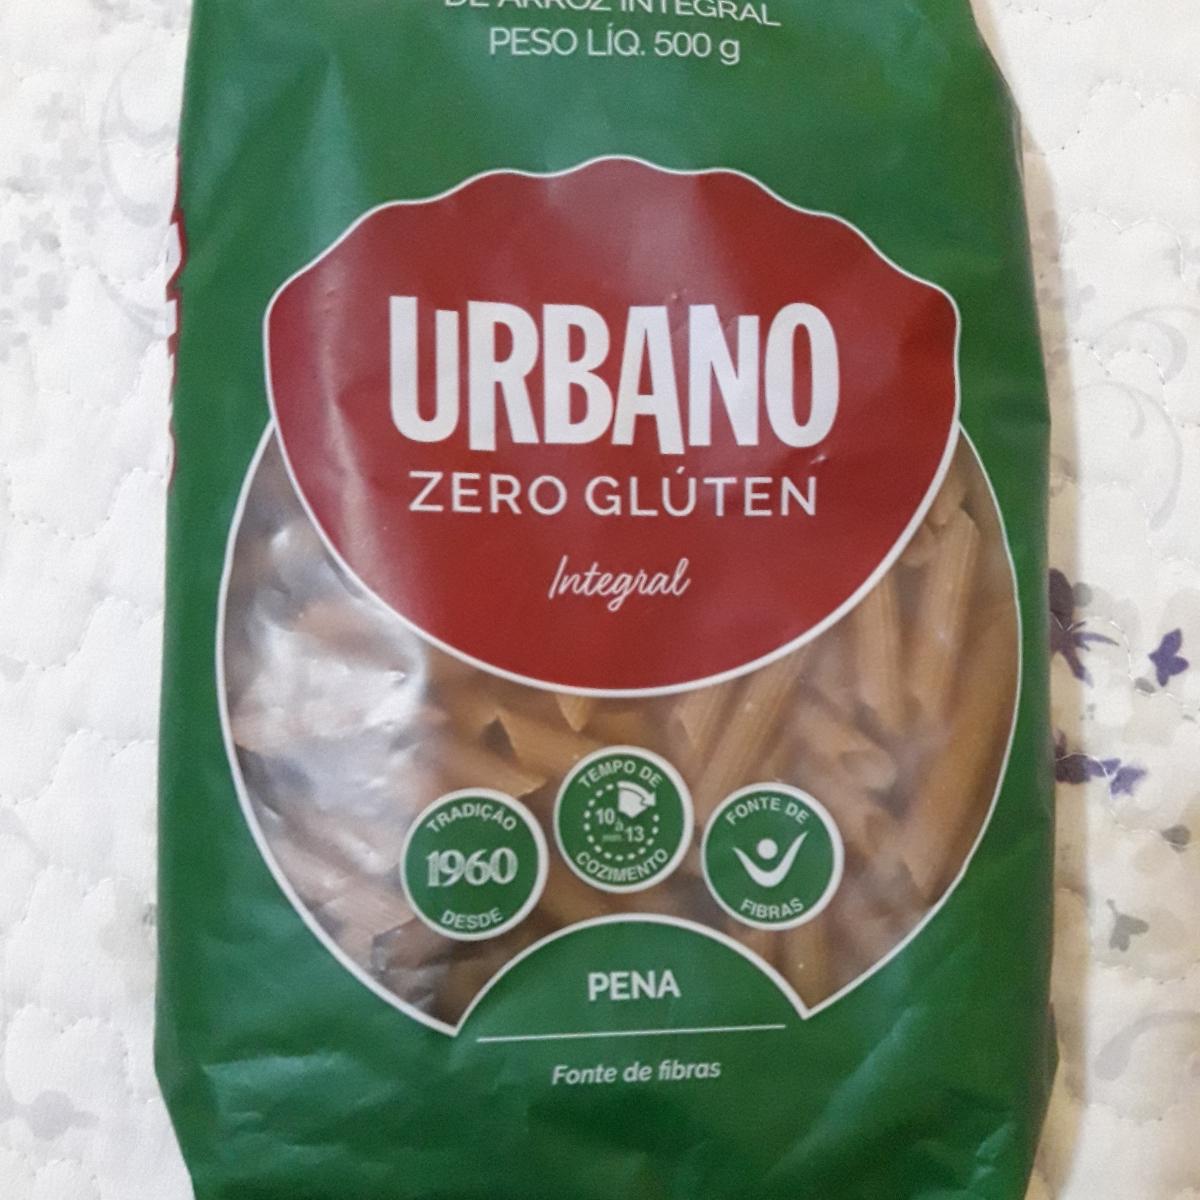 DE ARROZ INTEGRAL
PESO LÍQ. 500 g
URBANO
ZERO GLÚTEN
Integral
TRADIÇÃO
1960
DESDE
TEMPO DE
10
à
min. 13
COZIMENTO
FONTE DE
FIBRAS
PENA
Fonte de fibras